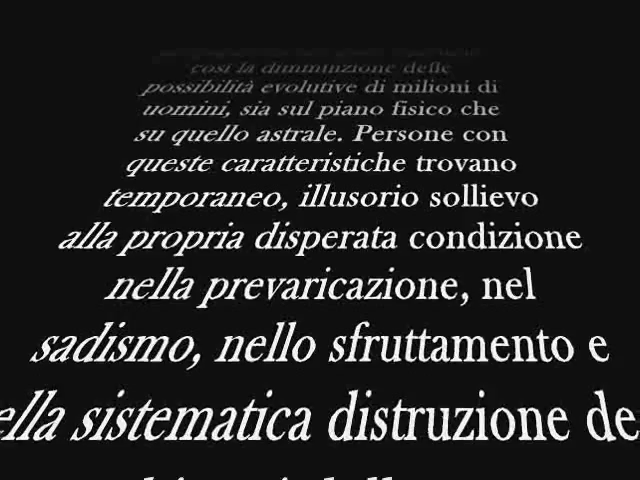 così la diminuzione delle
possibilità evolutive di milioni di
uomini, sia sul piano fisico che
su quello astrale. Persone con
queste caratteristiche trovano
temporaneo, illusorio sollievo
alla propria disperata condizione
nella prevaricazione, nel
sadismo, nello sfruttamento e
ella sistematica distruzione de